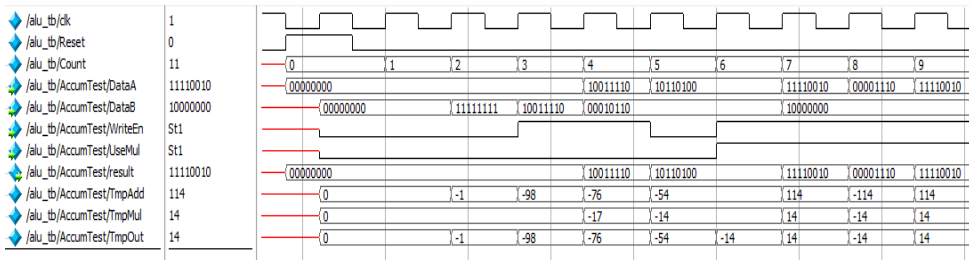 /alu_tb/clk 1
/alu_tb/Reset 0
/alu_tb/Count 11 0 1 2 3 4 5 6 7 8 9
/alu_tb/AccumTest/DataA 11110010 00000000 10011110 10110100 11110010 00001110 11110010
/alu_tb/AccumTest/DataB 10000000 00000000 11111111 10011110 00010110 10000000
/alu_tb/AccumTest/WriteEn St1
/alu_tb/AccumTest/UseMul St1
/alu_tb/AccumTest/result 11110010 00000000 10011110 10110100 11110010 00001110 11110010
/alu_tb/AccumTest/TmpAdd 114 0 -1 -98 -76 -54 114 -114 114
/alu_tb/AccumTest/TmpMul 14 0 -17 -14 14 -14 14
/alu_tb/AccumTest/TmpOut 14 0 -1 -98 -76 -54 -14 14 -14 14